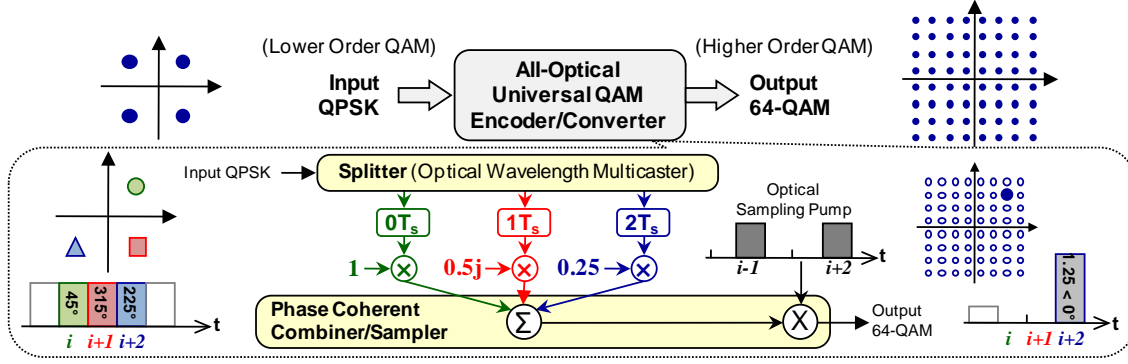 (Lower Order QAM)
Input
QPSK
All-Optical
Universal QAM
Encoder/Converter
(Higher Order QAM)
Output
64-QAM
Input QPSK
Splitter (Optical Wavelength Multicaster)
0Tₛ
1Tₛ
2Tₛ
1
0.5j
0.25
Optical
Sampling Pump
i-1
i+2
t
45°
315°
225°
t
i
i+1
i+2
Phase Coherent
Combiner/Sampler
Σ
X
Output
64-QAM
1.25 < 0°
t
i
i+1
i+2